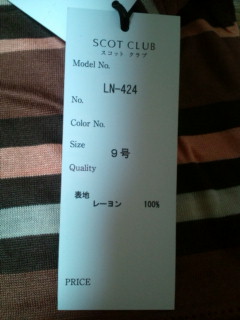 SCOT CLUB
スコット クラブ
Model No.
LN-424
No.
Color No.
Size
9号
Quality
表地
レーヨン 100%
PRICE